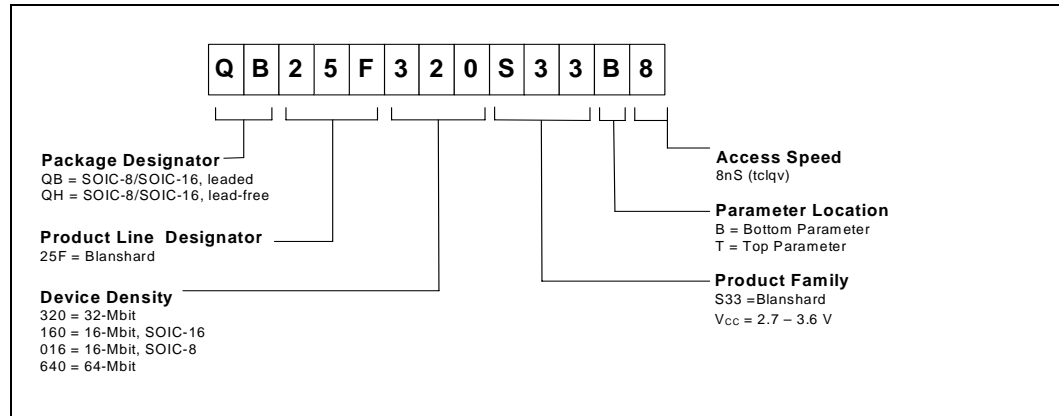 Q B 2 5 F 3 2 0 S 3 3 B 8
Package Designator
QB = SOIC-8/SOIC-16, leaded
QH = SOIC-8/SOIC-16, lead-free
Product Line Designator
25F = Blanshard
Device Density
320 = 32-Mbit
160 = 16-Mbit, SOIC-16
016 = 16-Mbit, SOIC-8
640 = 64-Mbit
Access Speed
8nS (tclqv)
Parameter Location
B = Bottom Parameter
T = Top Parameter
Product Family
S33 =Blanshard
Vcc = 2.7 – 3.6 V